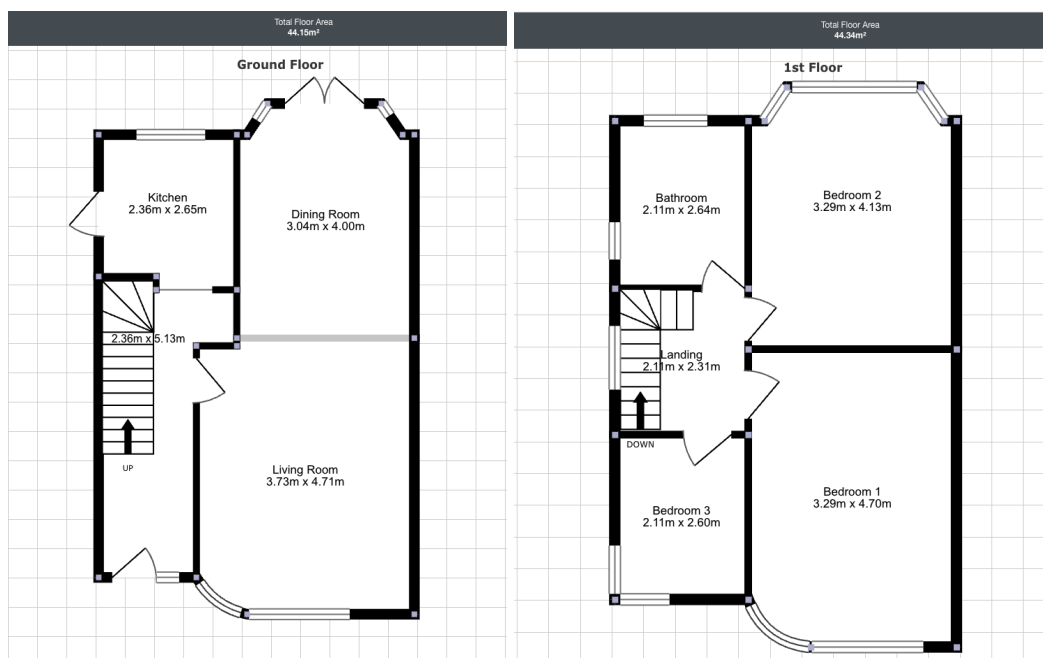 Total Floor Area
44.15m²
Ground Floor
Kitchen
2.36m x 2.65m
Dining Room
3.04m x 4.00m
2.36m x 5.13m
UP
Living Room
3.73m x 4.71m
Total Floor Area
44.34m²
1st Floor
Bathroom
2.11m x 2.64m
Bedroom 2
3.29m x 4.13m
Landing
2.11m x 2.31m
DOWN
Bedroom 3
2.11m x 2.60m
Bedroom 1
3.29m x 4.70m